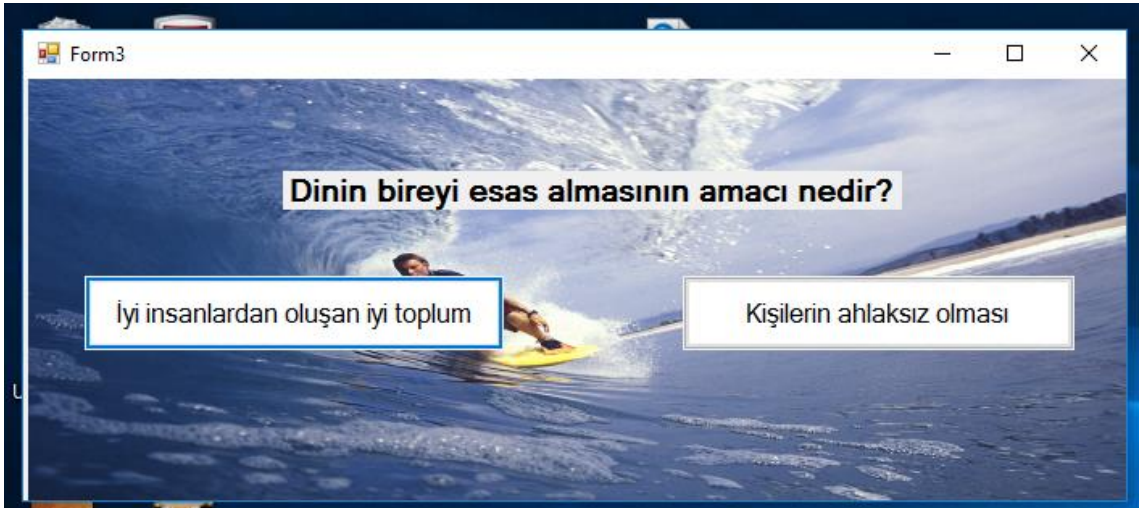 Form3
Dinin bireyi esas almasının amacı nedir?
İyi insanlardan oluşan iyi toplum
Kişilerin ahlaksız olması